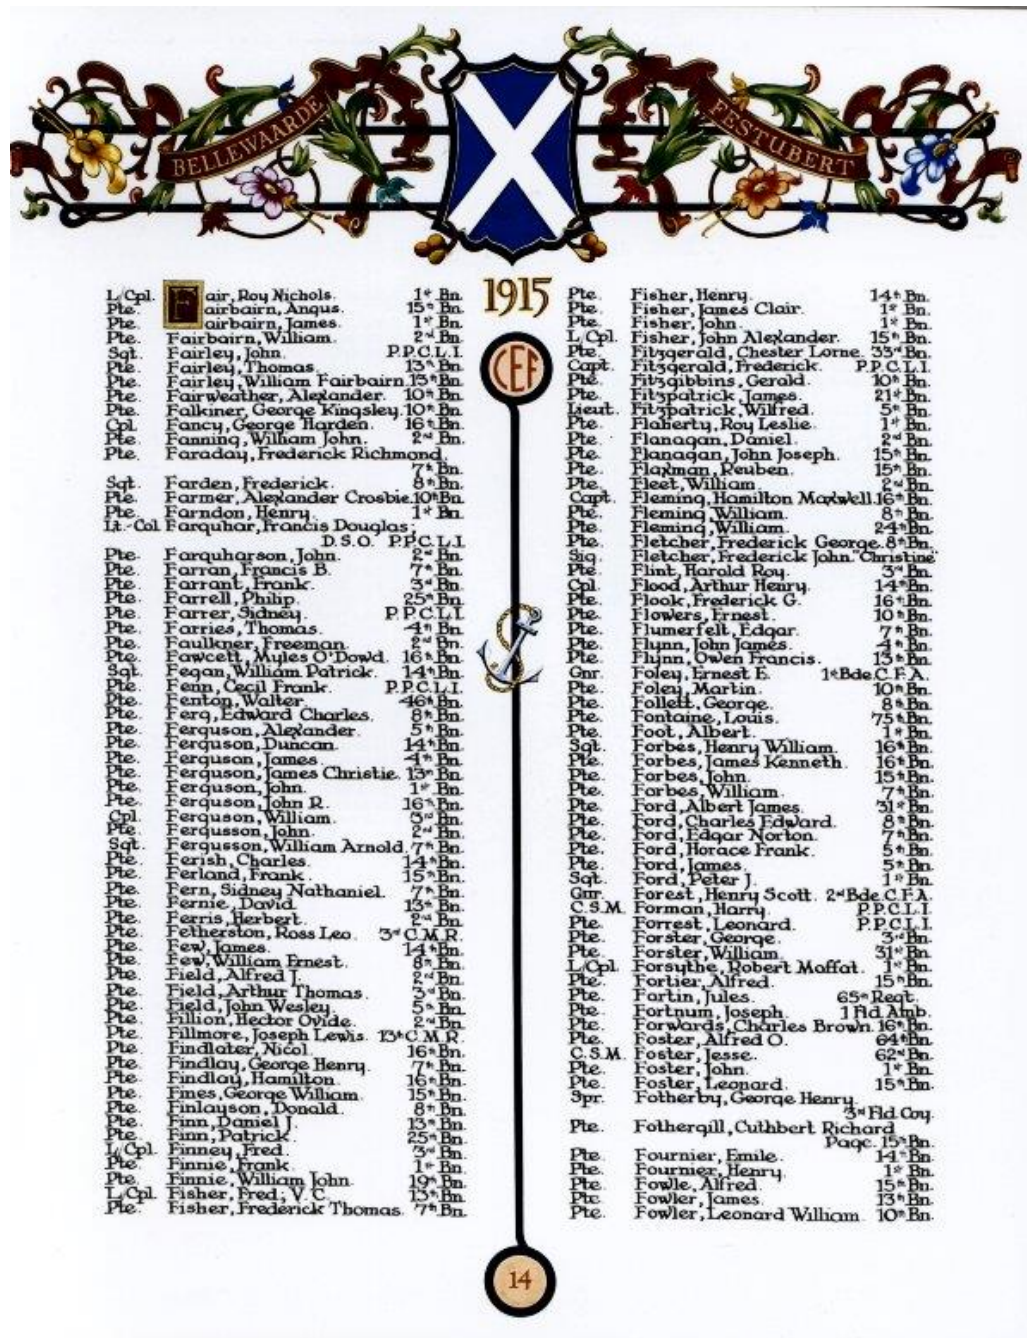 BELLEWAARDE
FESTUBERT
1915
CEF
L/Cpl. Fair, Roy Nichols. 1st Bn.
Pte. Fairbairn, Angus. 15th Bn.
Pte. Fairbairn, James. 1st Bn.
Pte. Fairbairn, William. 2nd Bn.
Sgt. Fairley, John. P.P.C.L.I.
Pte. Fairley, Thomas. 13th Bn.
Pte. Fairley, William Fairbairn. 13th Bn.
Pte. Fairweather, Alexander. 10th Bn.
Pte. Falkiner, George Kingsley. 10th Bn.
Cpl. Fancy, George Harden. 16th Bn.
Pte. Fanning, William John. 2nd Bn.
Pte. Faraday, Frederick Richmond.
7th Bn.
Sgt. Farden, Frederick. 8th Bn.
Pte. Farmer, Alexander Crosbie. 10th Bn.
Pte. Farndon, Henry. 1st Bn.
Lt.-Col. Farquhar, Francis Douglas;
D.S.O. P.P.C.L.I.
Pte. Farquharson, John. 2nd Bn.
Pte. Farran, Francis B. 7th Bn.
Pte. Farrant, Frank. 3rd Bn.
Pte. Farrell, Philip. 25th Bn.
Pte. Farrer, Sidney. P.P.C.L.I.
Pte. Farries, Thomas. 4th Bn.
Pte. Faulkner, Freeman. 2nd Bn.
Pte. Fawcett, Myles O'Dowd. 16th Bn.
Sgt. Fegan, William Patrick. 14th Bn.
Pte. Fenn, Cecil Frank. P.P.C.L.I.
Pte. Fenton, Walter. 46th Bn.
Pte. Ferg, Edward Charles. 8th Bn.
Pte. Ferguson, Alexander. 5th Bn.
Pte. Ferguson, Duncan. 14th Bn.
Pte. Ferguson, James. 4th Bn.
Pte. Ferguson, James Christie. 13th Bn.
Pte. Ferguson, John. 1st Bn.
Pte. Ferguson, John R. 16th Bn.
Cpl. Ferguson, William. 3rd Bn.
Pte. Fergusson, John. 2nd Bn.
Sgt. Fergusson, William Arnold. 7th Bn.
Pte. Ferish, Charles. 14th Bn.
Pte. Ferland, Frank. 15th Bn.
Pte. Fern, Sidney Nathaniel. 7th Bn.
Pte. Fernie, David. 13th Bn.
Pte. Ferris, Herbert. 2nd Bn.
Pte. Fetherston, Ross Leo. 3rd C.M.R.
Pte. Few, James. 14th Bn.
Pte. Few, William Ernest. 8th Bn.
Pte. Field, Alfred J. 2nd Bn.
Pte. Field, Arthur Thomas. 3rd Bn.
Pte. Field, John Wesley. 5th Bn.
Pte. Fillion, Hector Ovide. 2nd Bn.
Pte. Fillmore, Joseph Lewis. 13th C.M.R.
Pte. Findlater, Nicol. 16th Bn.
Pte. Findlay, George Henry. 7th Bn.
Pte. Findlay, Hamilton. 16th Bn.
Pte. Fines, George William. 15th Bn.
Pte. Finlayson, Donald. 8th Bn.
Pte. Finn, Daniel J. 13th Bn.
Pte. Finn, Patrick. 25th Bn.
L/Cpl. Finney, Fred. 3rd Bn.
Pte. Finnie, Frank. 1st Bn.
Pte. Finnie, William John. 19th Bn.
L/Cpl. Fisher, Fred; V.C. 13th Bn.
Pte. Fisher, Frederick Thomas. 7th Bn.
Pte. Fisher, Henry. 14th Bn.
Pte. Fisher, James Clair. 1st Bn.
Pte. Fisher, John. 1st Bn.
L/Cpl. Fisher, John Alexander. 15th Bn.
Pte. Fitzgerald, Chester Lorne. 33rd Bn.
Capt. Fitzgerald, Frederick. P.P.C.L.I.
Pte. Fitzgibbins, Gerald. 10th Bn.
Pte. Fitzpatrick, James. 21st Bn.
Lieut. Fitzpatrick, Wilfred. 5th Bn.
Pte. Flaherty, Roy Leslie. 1st Bn.
Pte. Flanagan, Daniel. 2nd Bn.
Pte. Flanagan, John Joseph. 15th Bn.
Pte. Flaxman, Reuben. 15th Bn.
Pte. Fleet, William. 2nd Bn.
Capt. Fleming, Hamilton Maxwell. 16th Bn.
Pte. Fleming, William. 8th Bn.
Pte. Fleming, William. 24th Bn.
Pte. Fletcher, Frederick George. 8th Bn.
Sig. Fletcher, Frederick John. "Christine"
Pte. Flint, Harold Roy. 3rd Bn.
Cpl. Flood, Arthur Henry. 14th Bn.
Pte. Flook, Frederick G. 16th Bn.
Pte. Flowers, Ernest. 10th Bn.
Pte. Flumerfelt, Edgar. 7th Bn.
Pte. Flynn, John James. 4th Bn.
Pte. Flynn, Owen Francis. 13th Bn.
Gnr. Foley, Ernest E. 1st Bde. C.F.A.
Pte. Foley, Martin. 10th Bn.
Pte. Follett, George. 8th Bn.
Pte. Fontaine, Louis. 75th Bn.
Pte. Foot, Albert. 1st Bn.
Sgt. Forbes, Henry William. 16th Bn.
Pte. Forbes, James Kenneth. 16th Bn.
Pte. Forbes, John. 15th Bn.
Pte. Forbes, William. 7th Bn.
Pte. Ford, Albert James. 31st Bn.
Pte. Ford, Charles Edward. 8th Bn.
Pte. Ford, Edgar Norton. 7th Bn.
Pte. Ford, Horace Frank. 5th Bn.
Pte. Ford, James. 5th Bn.
Sgt. Ford, Peter J. 1st Bn.
Gnr. Forest, Henry Scott. 2nd Bde. C.F.A.
C.S.M. Forman, Harry. P.P.C.L.I.
Pte. Forrest, Leonard. P.P.C.L.I.
Pte. Forster, George. 3rd Bn.
Pte. Forster, William. 31st Bn.
L/Cpl. Forsythe, Robert Moffat. 1st Bn.
Pte. Fortier, Alfred. 15th Bn.
Pte. Fortin, Jules. 65th Regt.
Pte. Fortnum, Joseph. 1 Fld Amb.
Pte. Forwards, Charles Brown. 16th Bn.
Pte. Foster, Alfred O. 64th Bn.
C.S.M. Foster, Jesse. 62nd Bn.
Pte. Foster, John. 1st Bn.
Pte. Foster, Leonard. 15th Bn.
Spr. Fotherby, George Henry.
3rd Fld Coy.
Pte. Fothergill, Cuthbert Richard
Page. 15th Bn.
Pte. Fournier, Emile. 14th Bn.
Pte. Fournier, Henry. 1st Bn.
Pte. Fowle, Alfred. 15th Bn.
Pte. Fowler, James. 13th Bn.
Pte. Fowler, Leonard William. 10th Bn.
14